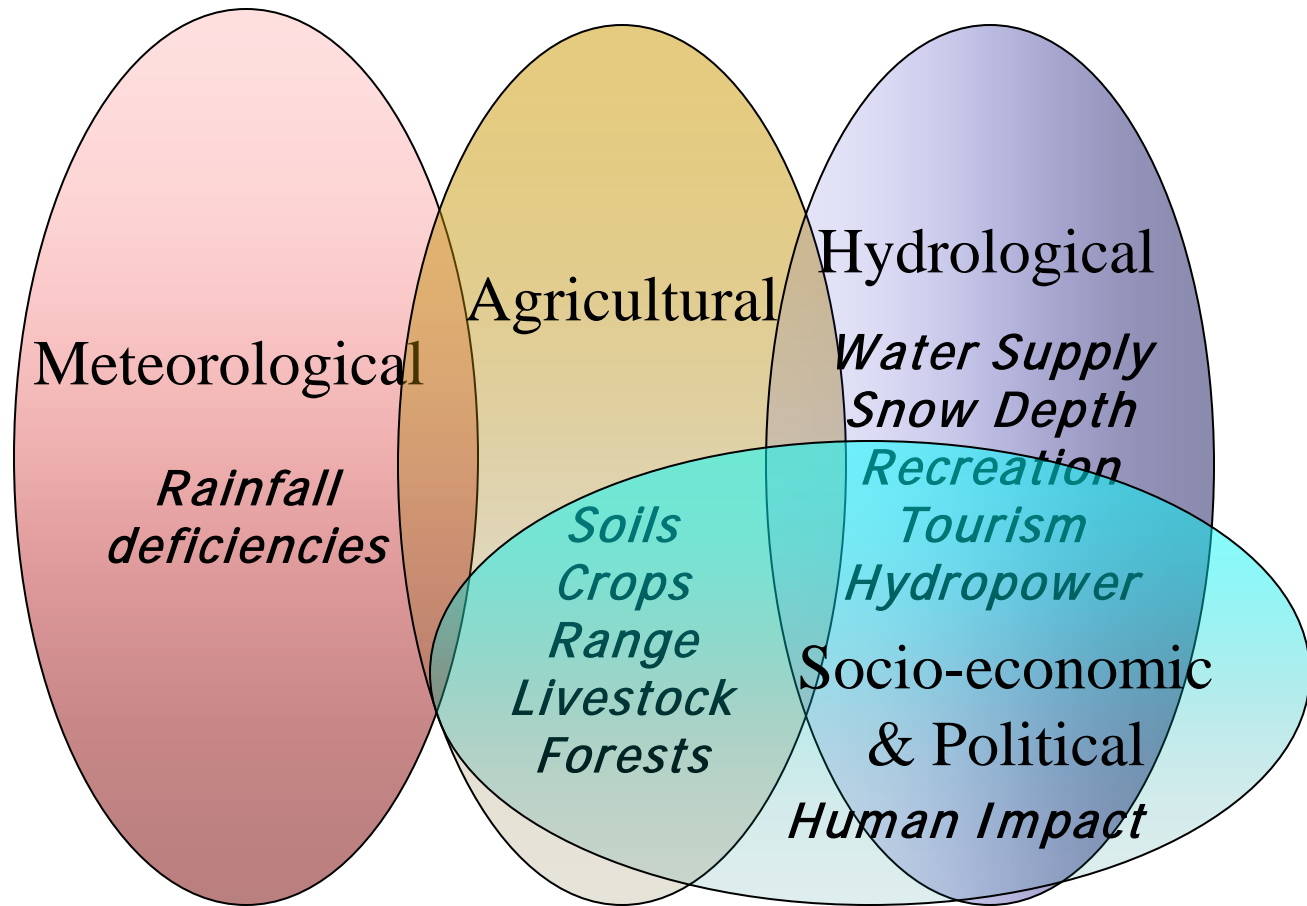 Meteorological
Rainfall
deficiencies
Agricultural
Soils
Crops
Range
Livestock
Forests
Hydrological
Water Supply
Snow Depth
Recreation
Tourism
Hydropower
Socio-economic
& Political
Human Impact